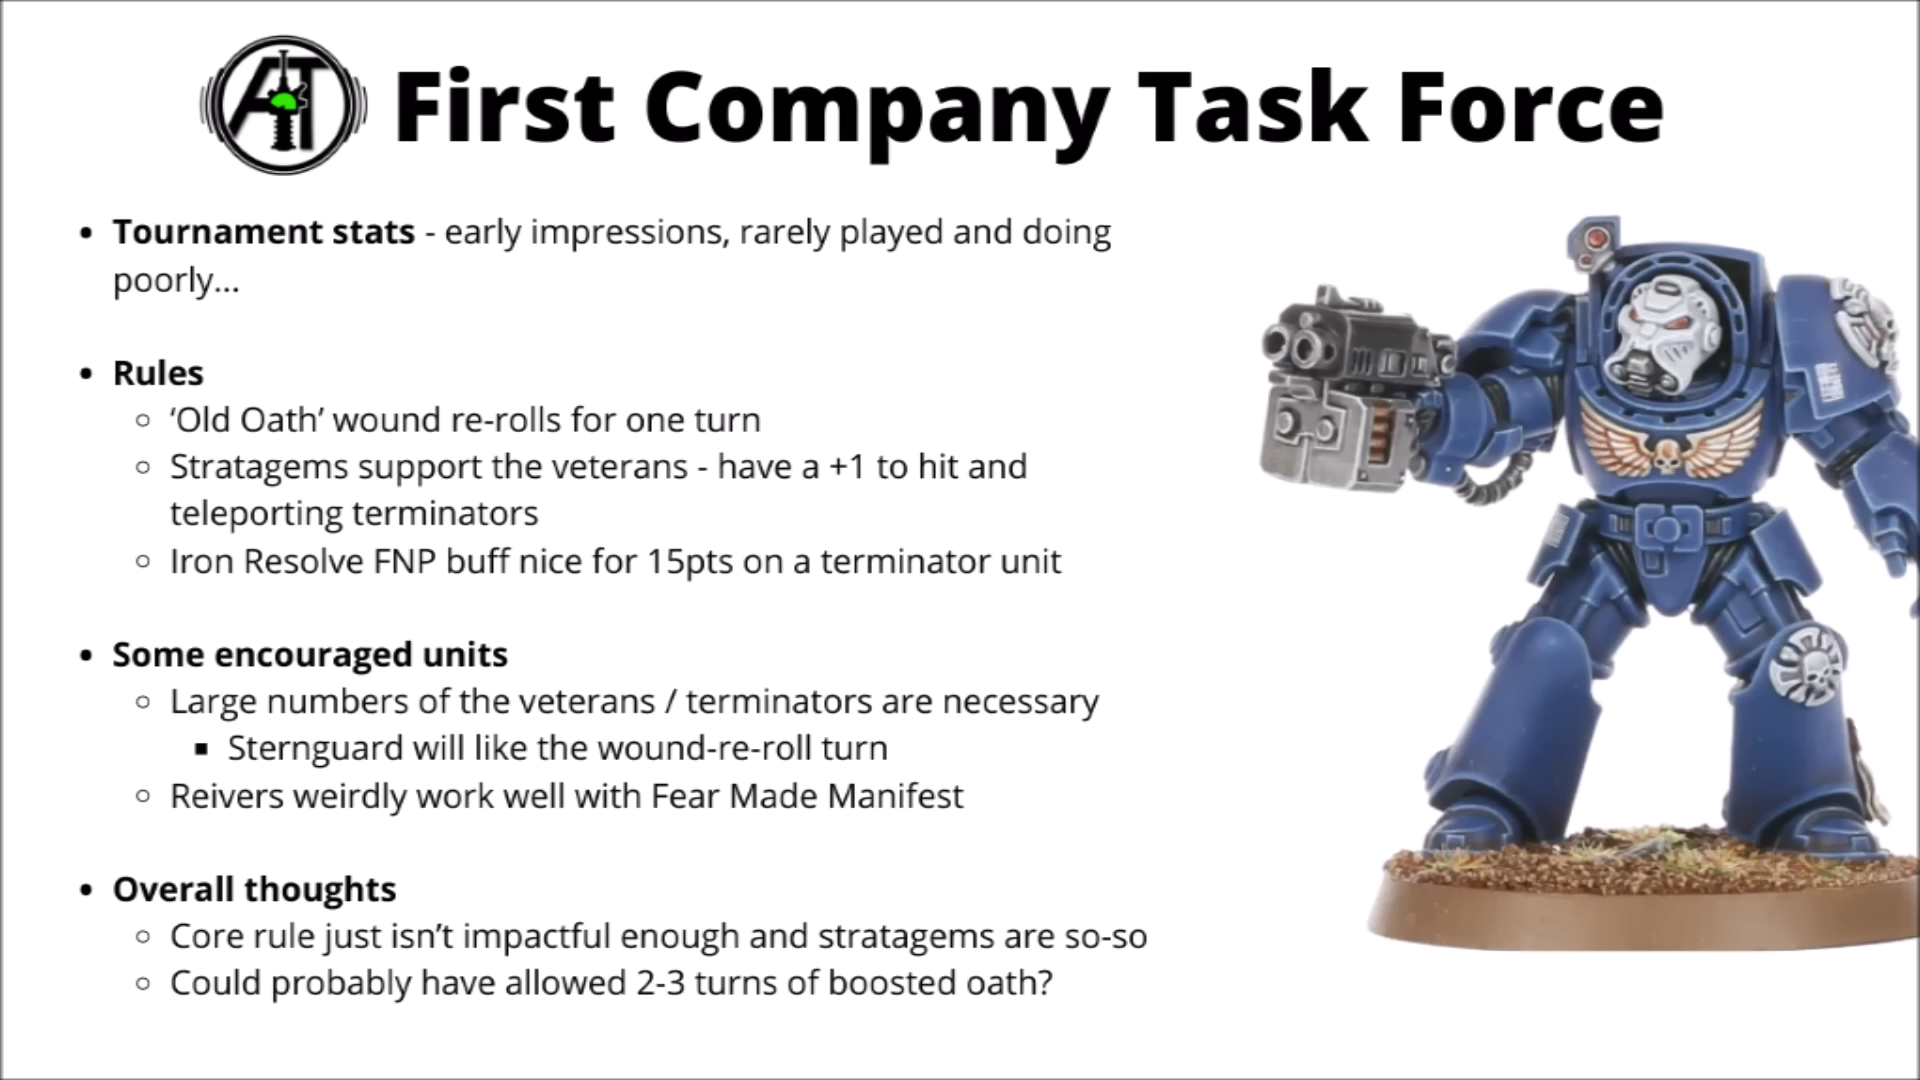 AT First Company Task Force
• Tournament stats - early impressions, rarely played and doing
poorly...
• Rules
○ ‘Old Oath’ wound re-rolls for one turn
○ Stratagems support the veterans - have a +1 to hit and
teleporting terminators
○ Iron Resolve FNP buff nice for 15pts on a terminator unit
• Some encouraged units
○ Large numbers of the veterans / terminators are necessary
▪ Sternguard will like the wound-re-roll turn
○ Reivers weirdly work well with Fear Made Manifest
• Overall thoughts
○ Core rule just isn’t impactful enough and stratagems are so-so
○ Could probably have allowed 2-3 turns of boosted oath?